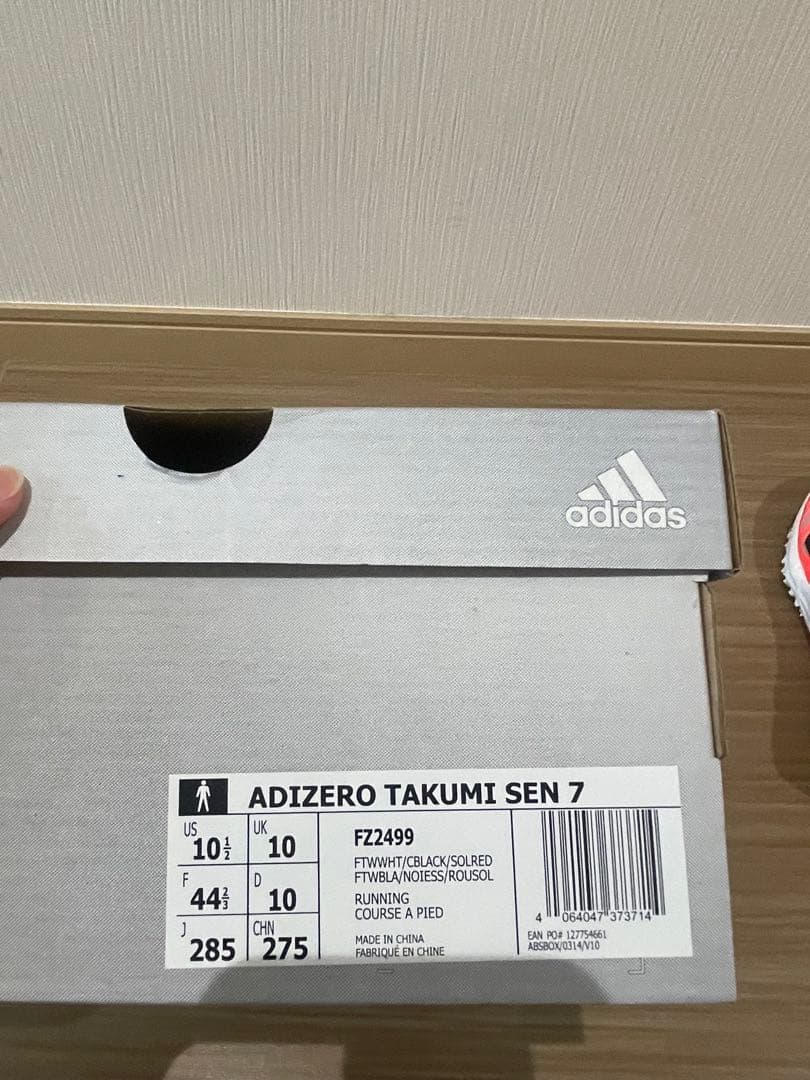 adidas
ADIZERO TAKUMI SEN 7
US 10½
UK 10
F 44⅔
D 10
J 285
CHN 275
FZ2499
FTWWHT/CBLACK/SOLRED
FTWBLA/NOIESS/ROUSOL
RUNNING
COURSE A PIED
MADE IN CHINA
FABRIQUÉ EN CHINE
4 064047 373714
EAN PO# 127754661
ABSBOX/0314/V10